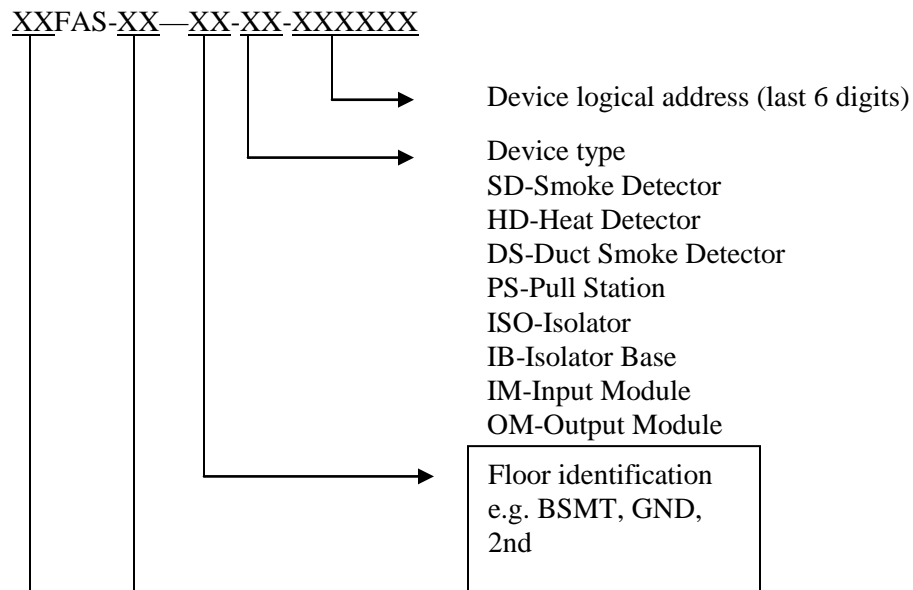 XXFAS-XX—XX-XX-XXXXXX
Device logical address (last 6 digits)
Device type
SD-Smoke Detector
HD-Heat Detector
DS-Duct Smoke Detector
PS-Pull Station
ISO-Isolator
IB-Isolator Base
IM-Input Module
OM-Output Module
Floor identification
e.g. BSMT, GND,
2nd